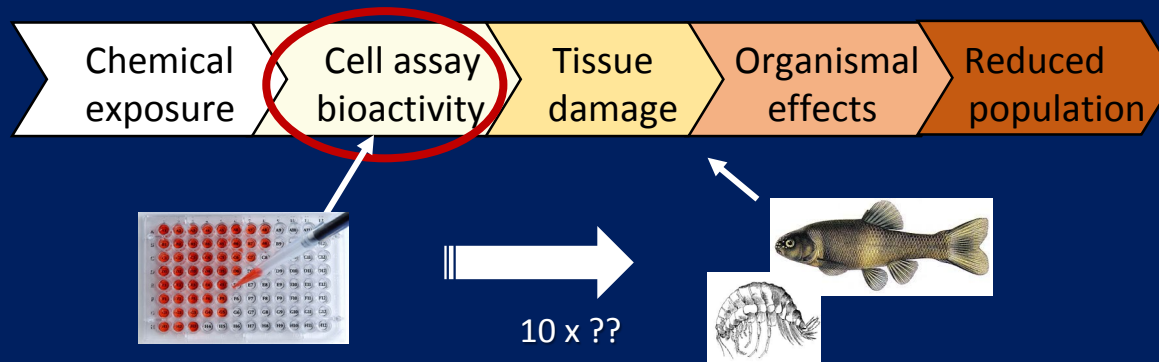 Chemical
exposure
Cell assay
bioactivity
Tissue
damage
Organismal
effects
Reduced
population
10 x ??